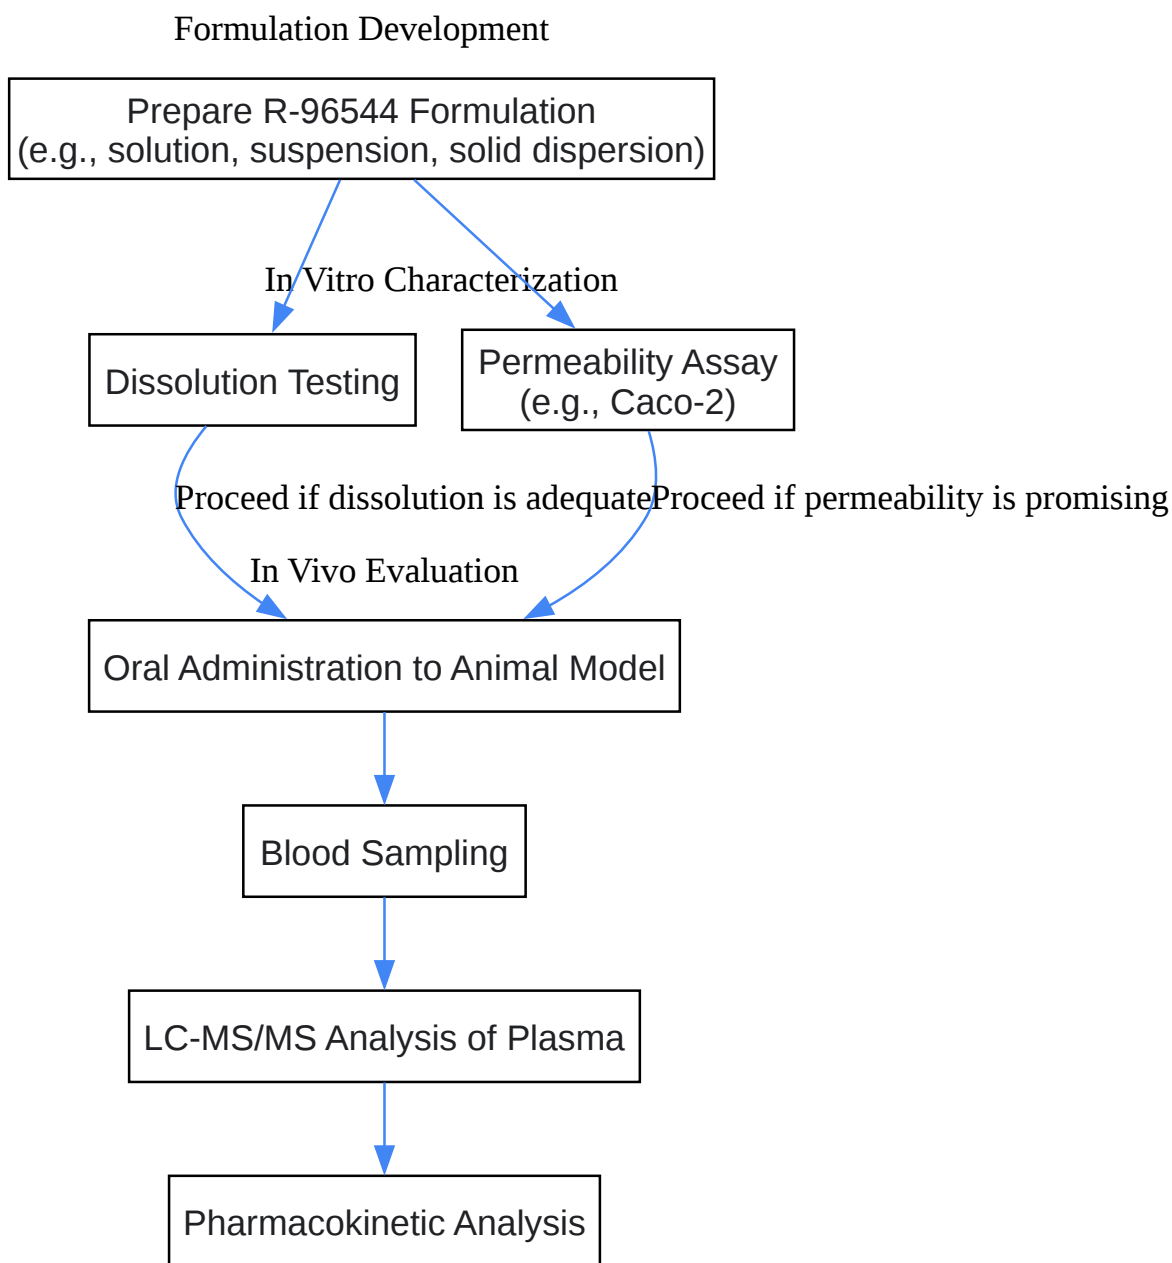 Formulation Development
Prepare R-96544 Formulation
(e.g., solution, suspension, solid dispersion)
In Vitro Characterization
Dissolution Testing
Permeability Assay
(e.g., Caco-2)
Proceed if dissolution is adequate
Proceed if permeability is promising
In Vivo Evaluation
Oral Administration to Animal Model
Blood Sampling
LC-MS/MS Analysis of Plasma
Pharmacokinetic Analysis